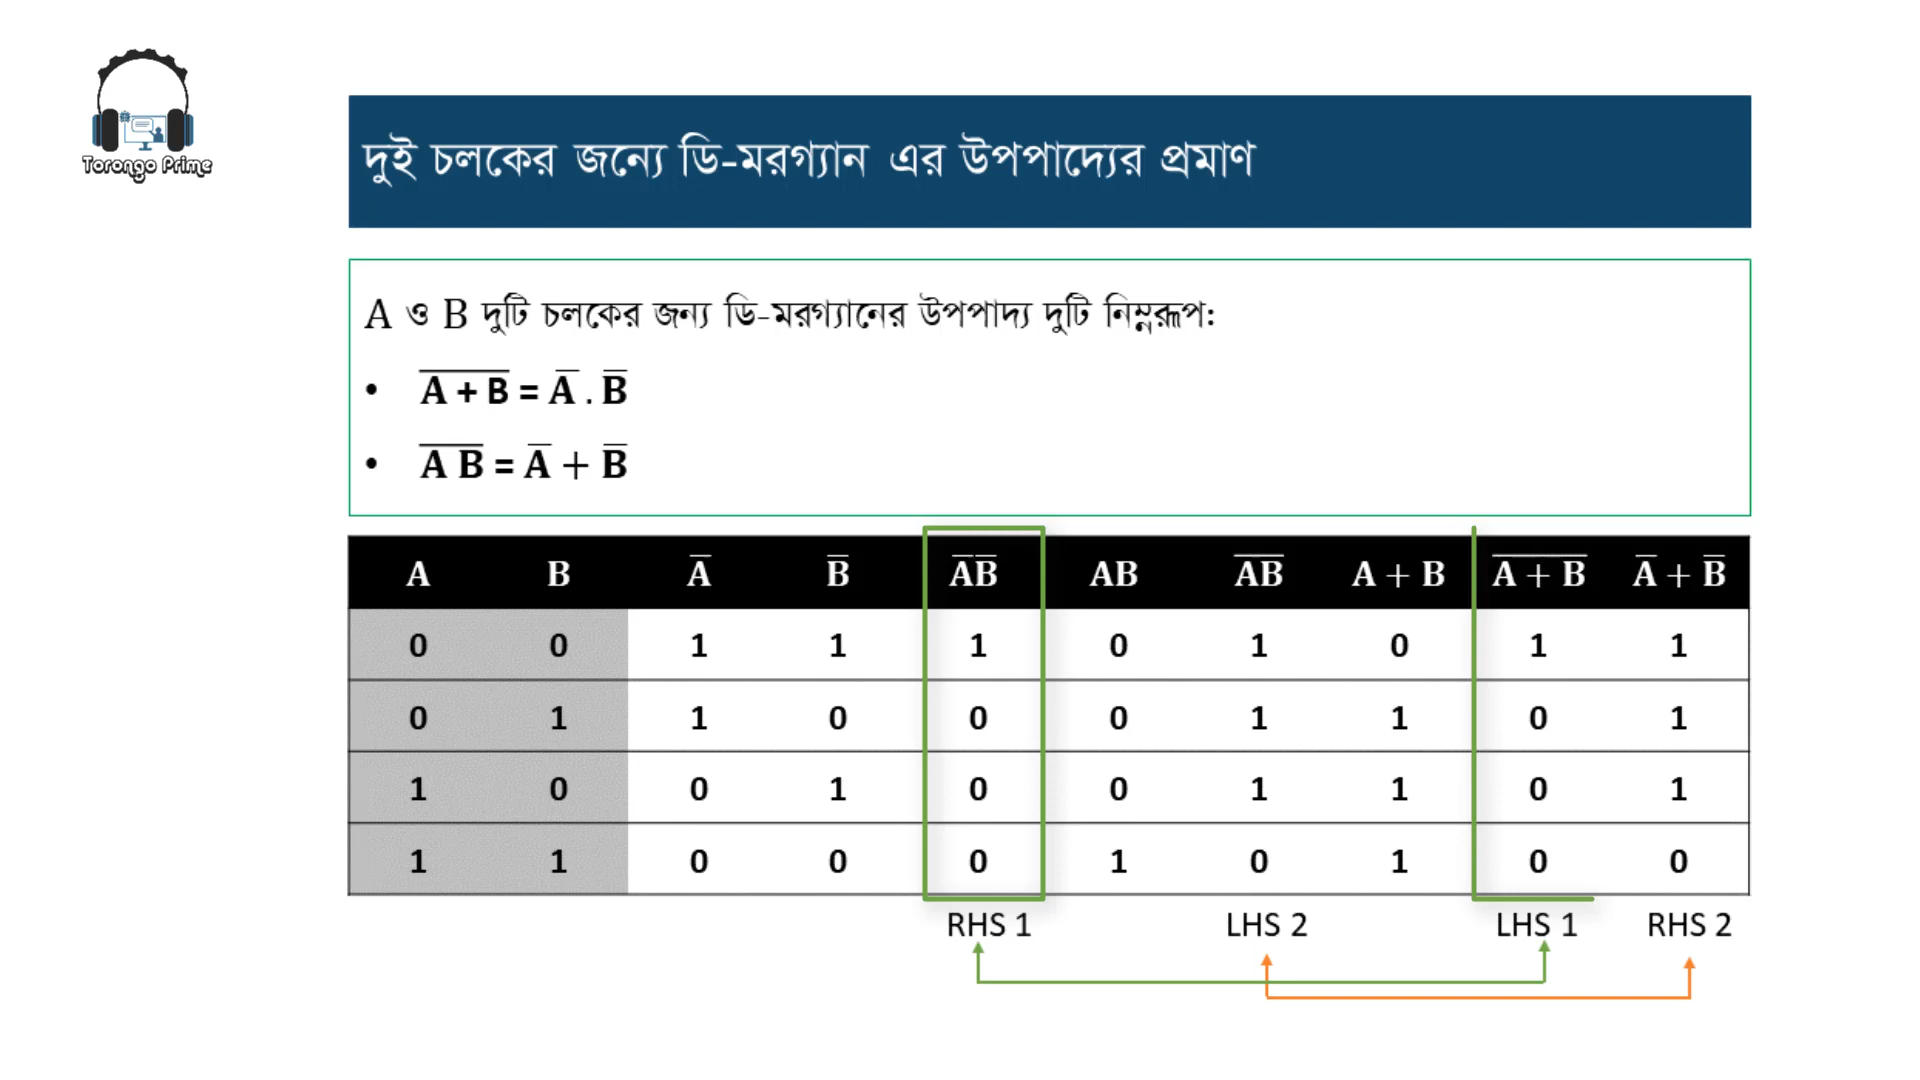 Torongo Prime
দুই চলকের জন্যে ডি-মরগ্যান এর উপপাদ্যের প্রমাণ
A ও B দুটি চলকের জন্য ডি-মরগ্যানের উপপাদ্য দুটি নিম্নরূপ:
• A̅ ̅+̅ ̅B̅ = A̅ . B̅
• A̅ ̅B̅ = A̅ + B̅
A B A̅ B̅ A̅B̅ AB A̅B̅ A + B A̅ ̅+̅ ̅B̅ A̅ + B̅
0 0 1 1 1 0 1 0 1 1
0 1 1 0 0 0 1 1 0 1
1 0 0 1 0 0 1 1 0 1
1 1 0 0 0 1 0 1 0 0
RHS 1 LHS 2 LHS 1 RHS 2